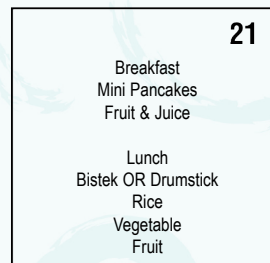 21
Breakfast
Mini Pancakes
Fruit & Juice
Lunch
Bistek OR Drumstick
Rice
Vegetable
Fruit